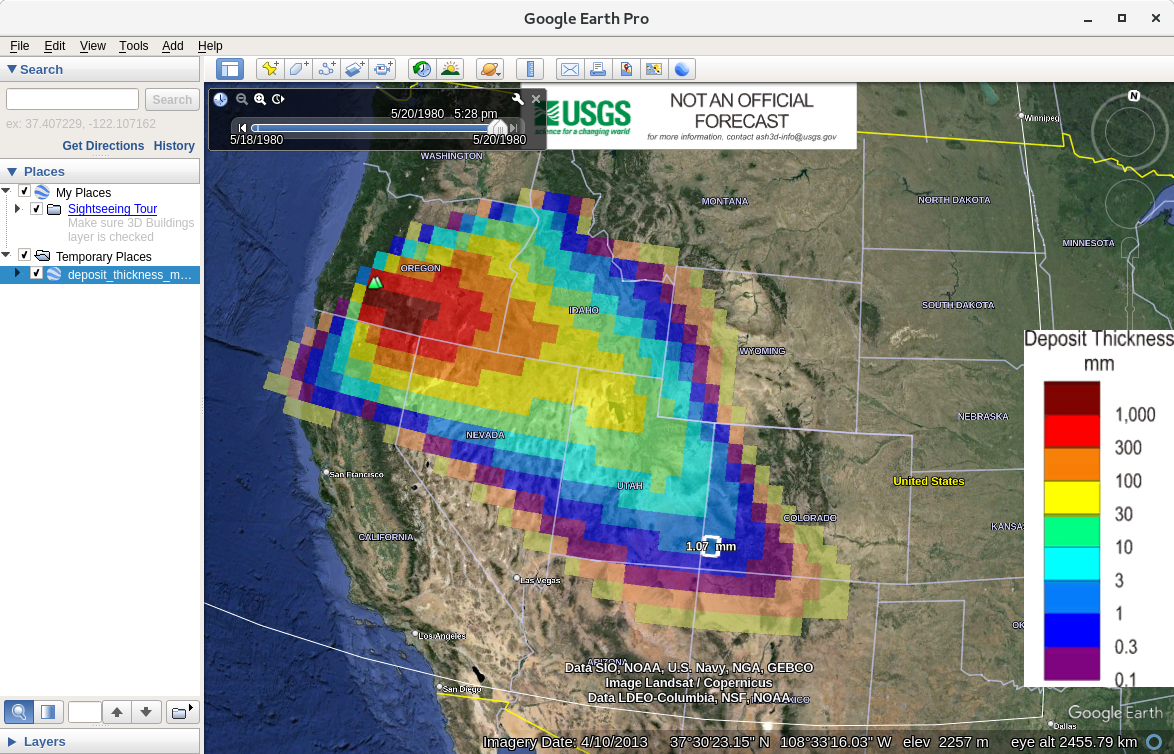 Google Earth Pro
File Edit View Tools Add Help
Search
Search
ex: 37.407229, -122.107162
Get Directions History
Places
My Places
Sightseeing Tour
Make sure 3D Buildings
layer is checked
Temporary Places
deposit_thickness_m...
Layers
5/20/1980 5:28 pm
5/18/1980 5/20/1980
USGS
science for a changing world
NOT AN OFFICIAL
FORECAST
for more information, contact ash3d-info@usgs.gov
N
Winnipeg
WASHINGTON
MONTANA
NORTH DAKOTA
MINNESOTA
OREGON
IDAHO
SOUTH DAKOTA
WYOMING
Deposit Thickness
mm
1,000
300
100
30
10
3
1
0.3
0.1
NEBRASKA
NEVADA
San Francisco
UTAH
United States
COLORADO
KANSA
CALIFORNIA
1.07 mm
Las Vegas
Los Angeles
OK
ARIZONA
Data SIO, NOAA, U.S. Navy, NGA, GEBCO
Image Landsat / Copernicus
Data LDEO-Columbia, NSF, NOAA
San Diego
Google Earth
Dallas
Imagery Date: 4/10/2013 37°30'23.15" N 108°33'16.03" W elev 2257 m eye alt 2455.79 km